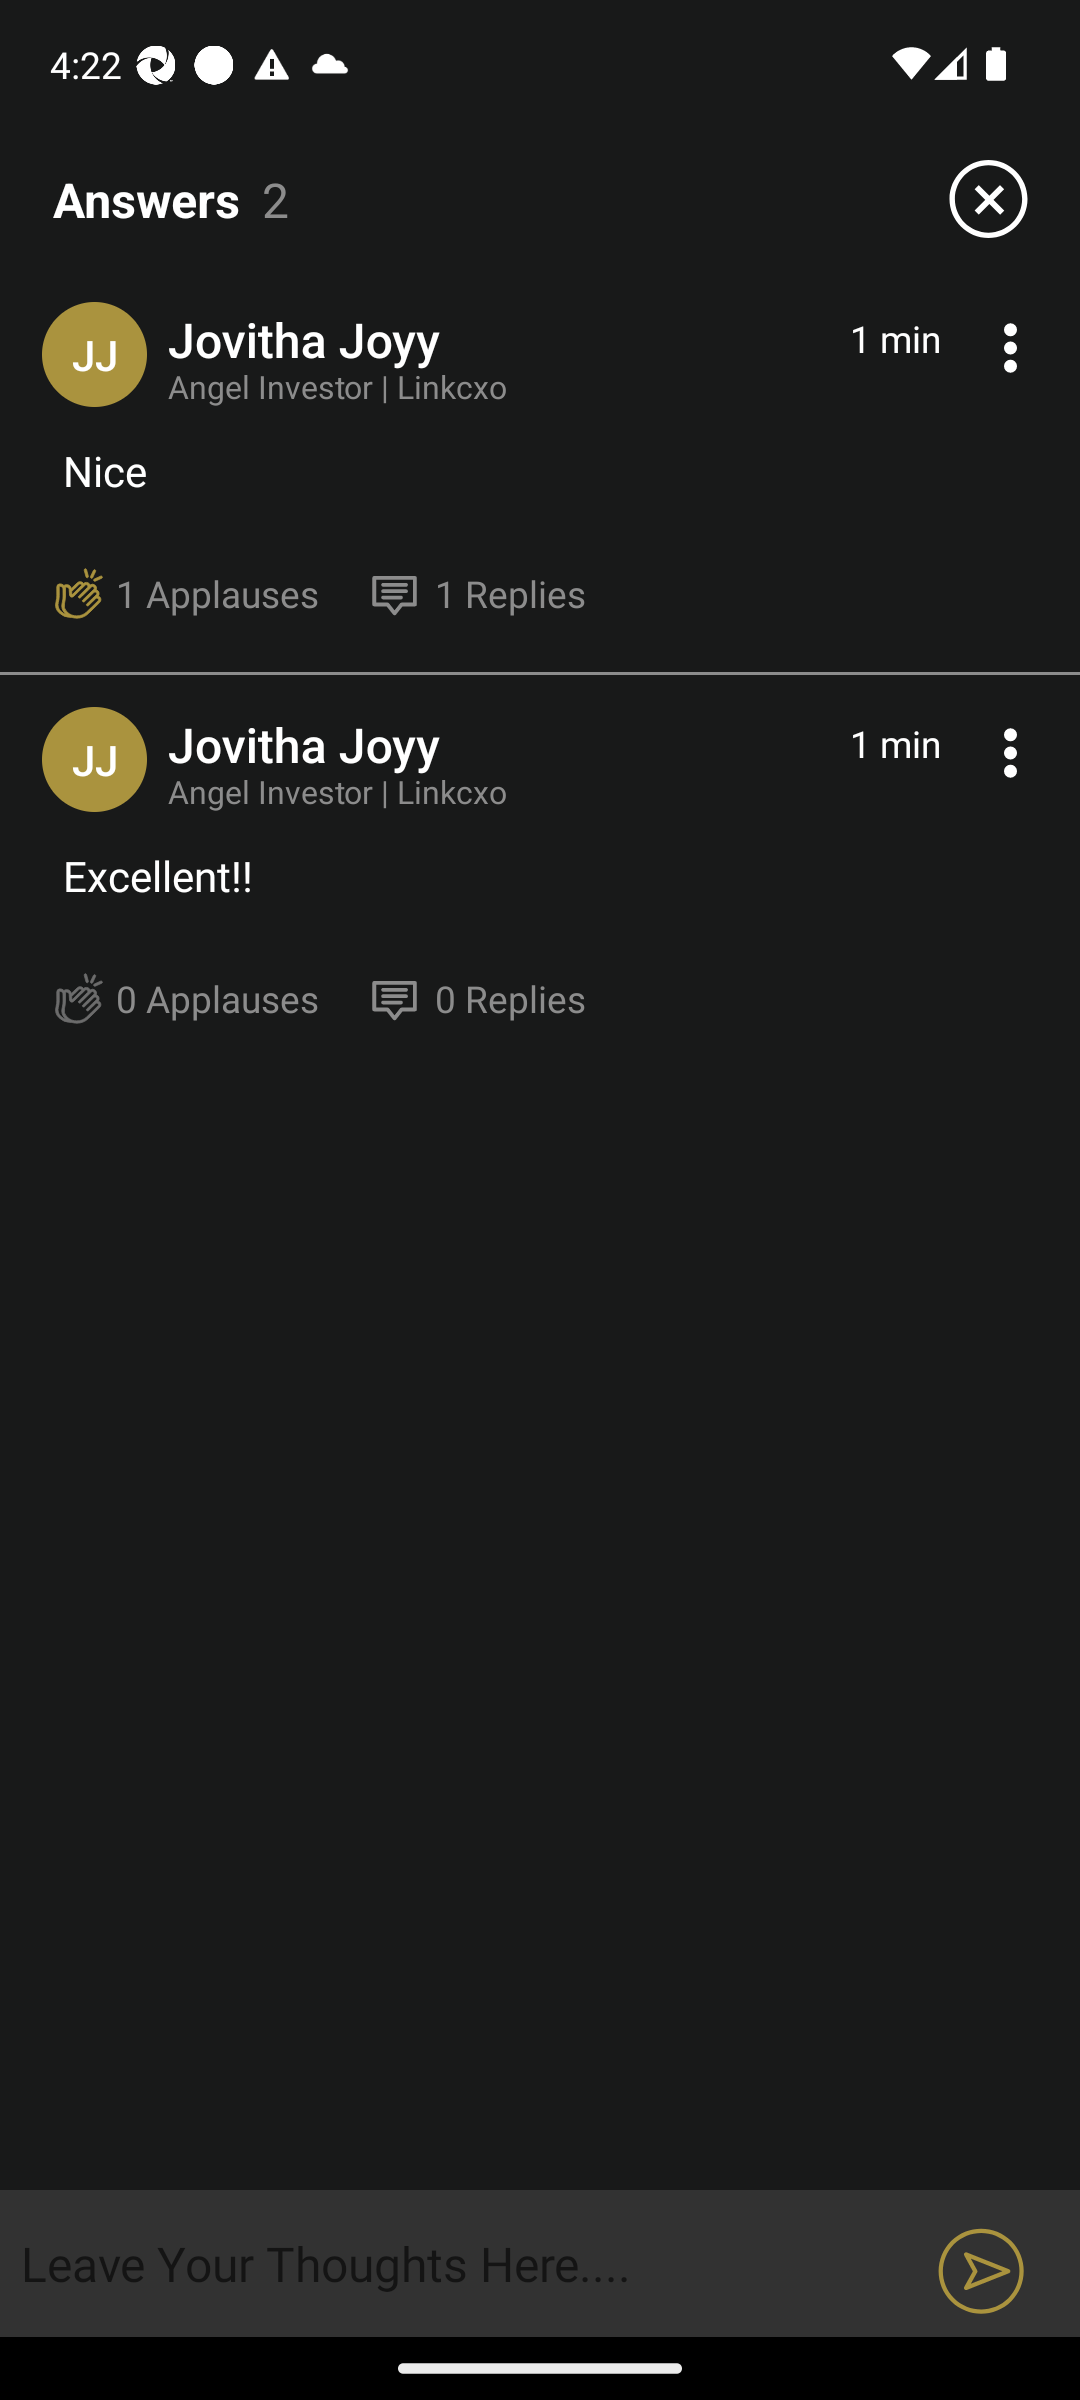 4:22
Answers 2
JJ
Jovitha Joyy
1 min
Angel Investor | Linkcxo
Nice
1 Applauses
1 Replies
JJ
Jovitha Joyy
1 min
Angel Investor | Linkcxo
Excellent!!
0 Applauses
0 Replies
Leave Your Thoughts Here....